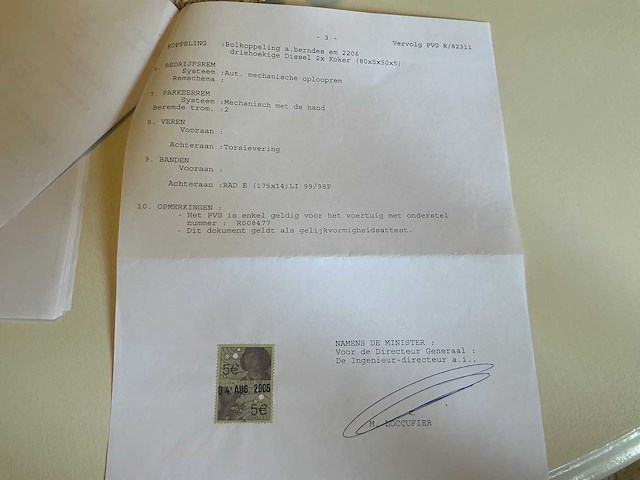 - 3 -
Vervolg PVG R/82311
KOPPELING :Bolkoppeling a.berndes em 2206
driehoekige Dissel 2x Koker (80x5x50x5)
BEDRIJFSREM
Systeem :Aut. mechanische oplooprem
Remschema :
7. PARKEERREM
Systeem :Mechanisch met de hand
Beremde trom. :2
8. VEREN
Vooraan :
Achteraan :Torsievering
9. BANDEN
Vooraan :
Achteraan :RAD E (175x14)LI 99/98P
10. OPMERKINGEN :
- Het PVG is enkel geldig voor het voertuig met onderstel
nummer : R008477
- Dit dokument geldt als gelijkvormigheidsattest.
NAMENS DE MINISTER :
Voor de Directeur Generaal :
De Ingenieur-directeur a.i.,
5€
04 AUG. 2005
5€
M. LOCCUFIER